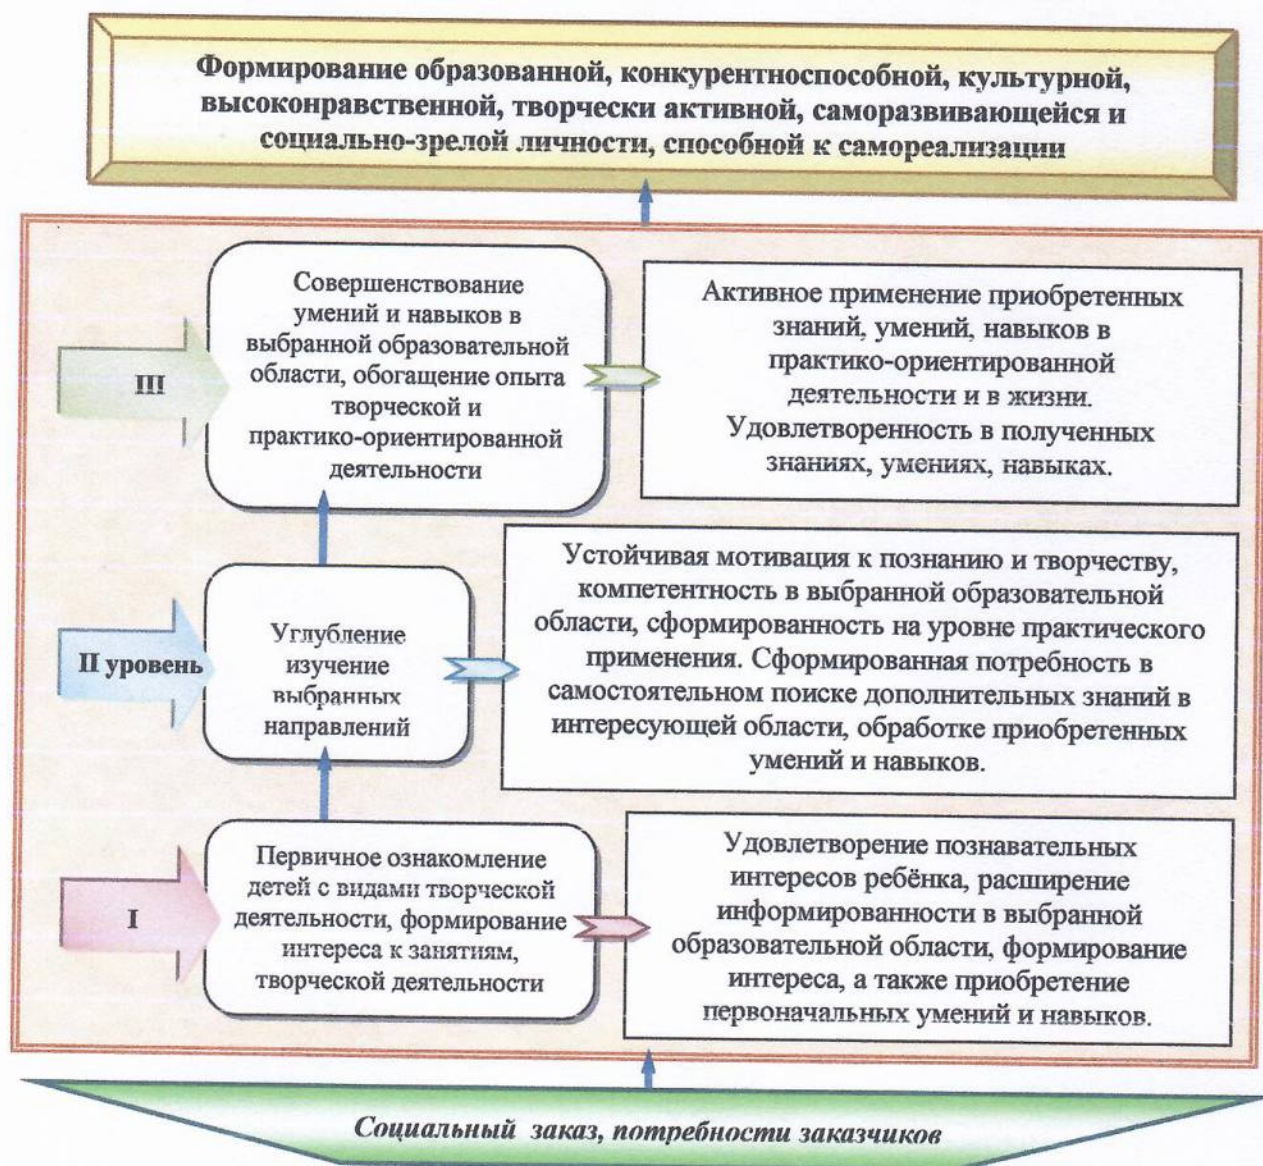 Формирование образованной, конкурентноспособной, культурной,
высоконравственной, творчески активной, саморазвивающейся и
социально-зрелой личности, способной к самореализации
III
Совершенствование
умений и навыков в
выбранной образовательной
области, обогащение опыта
творческой и
практико-ориентированной
деятельности
Активное применение приобретенных
знаний, умений, навыков в
практико-ориентированной
деятельности и в жизни.
Удовлетворенность в полученных
знаниях, умениях, навыках.
II уровень
Углубление
изучение
выбранных
направлений
Устойчивая мотивация к познанию и творчеству,
компетентность в выбранной образовательной
области, сформированность на уровне практического
применения. Сформированная потребность в
самостоятельном поиске дополнительных знаний в
интересующей области, обработке приобретенных
умений и навыков.
I
Первичное ознакомление
детей с видами творческой
деятельности, формирование
интереса к занятиям,
творческой деятельности
Удовлетворение познавательных
интересов ребёнка, расширение
информированности в выбранной
образовательной области, формирование
интереса, а также приобретение
первоначальных умений и навыков.
Социальный заказ, потребности заказчиков